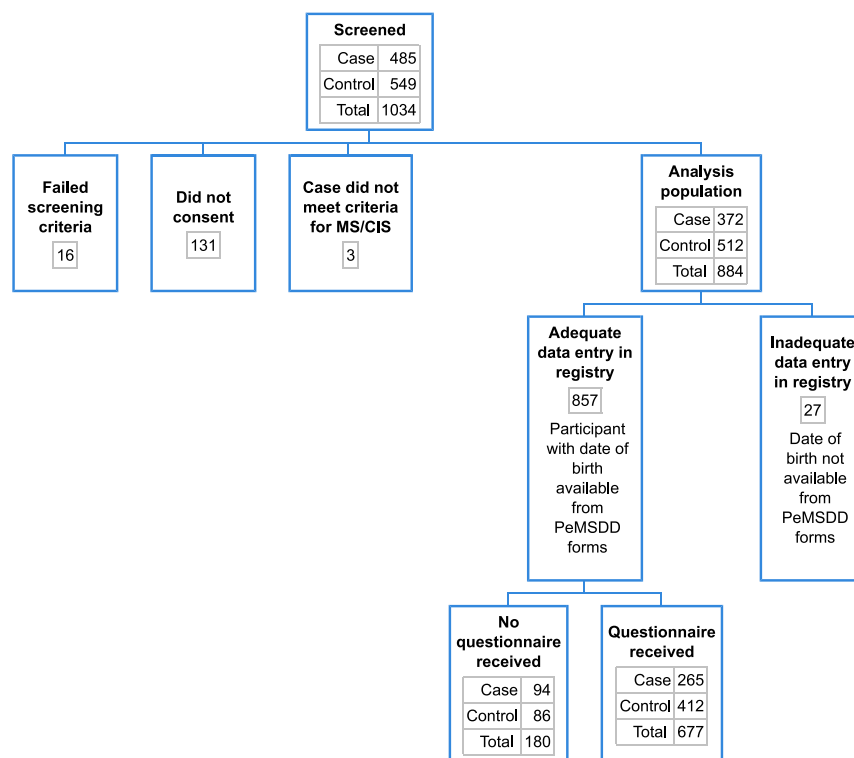 Screened
Case 485
Control 549
Total 1034
Failed
screening
criteria
16
Did not
consent
131
Case did not
meet criteria
for MS/CIS
3
Analysis
population
Case 372
Control 512
Total 884
Adequate
data entry in
registry
857
Participant
with date of
birth
available
from
PeMSDD
forms
Inadequate
data entry
in registry
27
Date of
birth not
available
from
PeMSDD
forms
No
questionnaire
received
Case 94
Control 86
Total 180
Questionnaire
received
Case 265
Control 412
Total 677